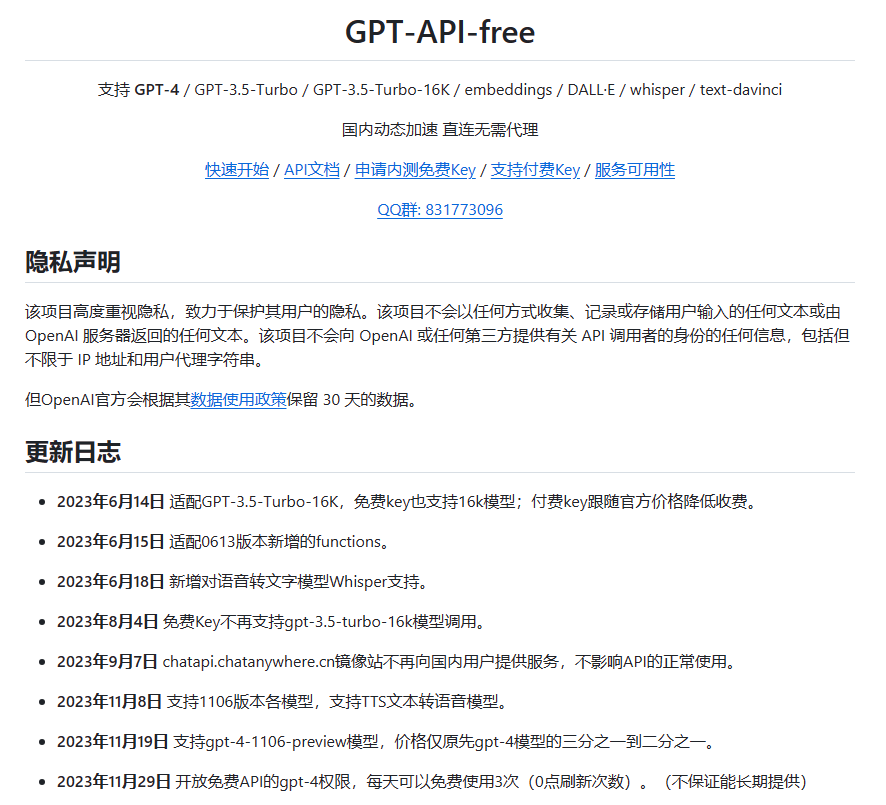 GPT-API-free
支持 GPT-4 / GPT-3.5-Turbo / GPT-3.5-Turbo-16K / embeddings / DALL·E / whisper / text-davinci
国内动态加速 直连无需代理
快速开始 / API文档 / 申请内测免费Key / 支持付费Key / 服务可用性
QQ群: 831773096
隐私声明
该项目高度重视隐私，致力于保护其用户的隐私。该项目不会以任何方式收集、记录或存储用户输入的任何文本或由
OpenAI 服务器返回的任何文本。该项目不会向 OpenAI 或任何第三方提供有关 API 调用者的身份的任何信息，包括但
不限于 IP 地址和用户代理字符串。
但OpenAI官方会根据其数据使用政策保留 30 天的数据。
更新日志
• 2023年6月14日 适配GPT-3.5-Turbo-16K，免费key也支持16k模型；付费key跟随官方价格降低收费。
• 2023年6月15日 适配0613版本新增的functions。
• 2023年6月18日 新增对语音转文字模型Whisper支持。
• 2023年8月4日 免费Key不再支持gpt-3.5-turbo-16k模型调用。
• 2023年9月7日 chatapi.chatanywhere.cn镜像站不再向国内用户提供服务，不影响API的正常使用。
• 2023年11月8日 支持1106版本各模型，支持TTS文本转语音模型。
• 2023年11月19日 支持gpt-4-1106-preview模型，价格仅原先gpt-4模型的三分之一到二分之一。
• 2023年11月29日 开放免费API的gpt-4权限，每天可以免费使用3次（0点刷新次数）。（不保证能长期提供）